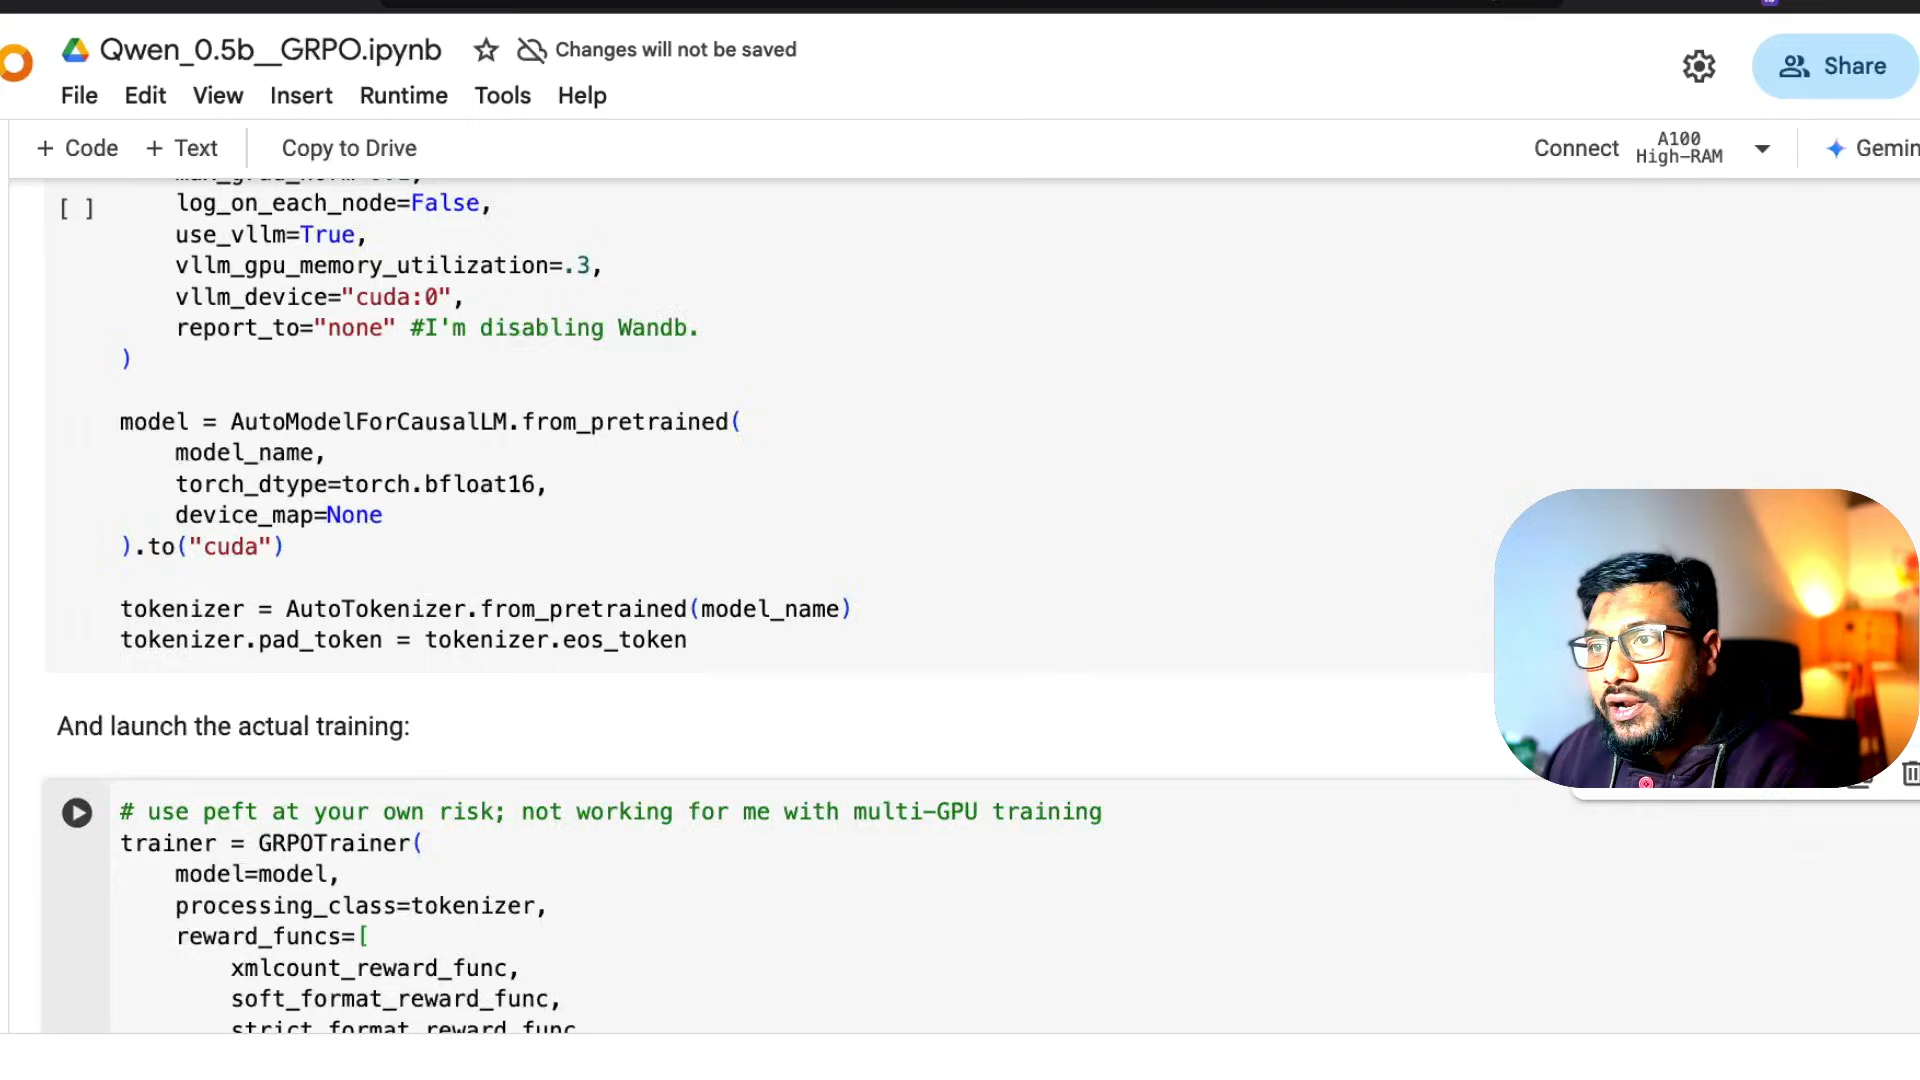 Qwen_0.5b__GRPO.ipynb
Changes will not be saved
Share
File Edit View Insert Runtime Tools Help
+ Code + Text Copy to Drive
Connect A100 High-RAM
Gemin
[ ]
log_on_each_node=False,
use_vllm=True,
vllm_gpu_memory_utilization=.3,
vllm_device="cuda:0",
report_to="none" #I'm disabling Wandb.
)
model = AutoModelForCausalLM.from_pretrained(
model_name,
torch_dtype=torch.bfloat16,
device_map=None
).to("cuda")
tokenizer = AutoTokenizer.from_pretrained(model_name)
tokenizer.pad_token = tokenizer.eos_token
And launch the actual training:
# use peft at your own risk; not working for me with multi-GPU training
trainer = GRPOTrainer(
model=model,
processing_class=tokenizer,
reward_funcs=[
xmlcount_reward_func,
soft_format_reward_func,
strict_format_reward_func